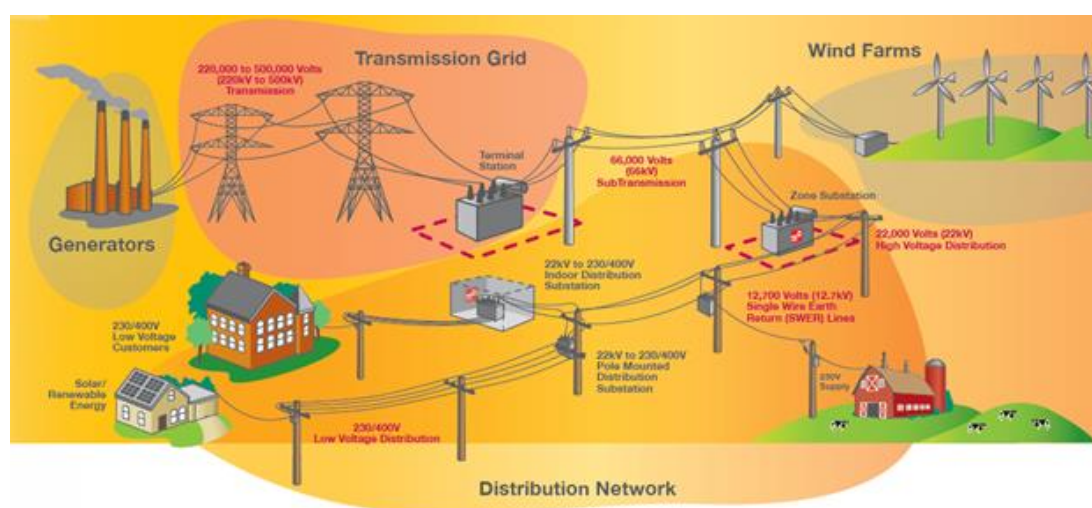 Transmission Grid
Wind Farms
220,000 to 500,000 Volts
(220kV to 500kV)
Transmission
Terminal
Station
66,000 Volts
(66kV)
SubTransmission
Zone Substation
Generators
22,000 Volts (22kV)
High Voltage Distribution
22kV to 230/400V
Indoor Distribution
Substation
12,700 Volts (12.7kV)
Single Wire Earth
Return (SWER) Lines
230/400V
Low Voltage
Customers
22kV to 230/400V
Pole Mounted
Distribution
Substation
Solar/
Renewable
Energy
230V
Supply
230/400V
Low Voltage Distribution
Distribution Network